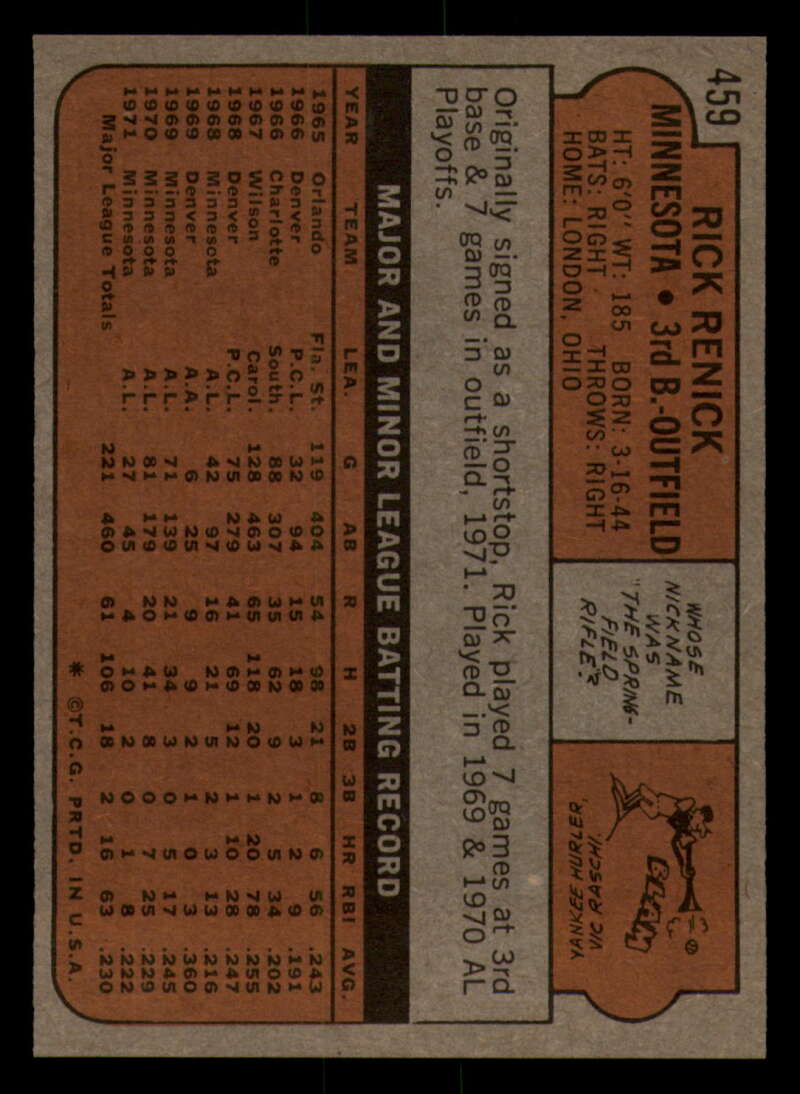 459
RICK RENICK
MINNESOTA • 3rd B.-OUTFIELD
HT: 6'0" WT: 185 BORN: 3-16-44
BATS: RIGHT THROWS: RIGHT
HOME: LONDON, OHIO
WHOSE
NICKNAME
WAS
"THE SPRING-
FIELD
RIFLE"?
BLAM
VIC RASCHI,
YANKEE HURLER.
Originally signed as a shortstop, Rick played 7 games at 3rd
base & 7 games in outfield, 1971. Played in 1969 & 1970 AL
Playoffs.
MAJOR AND MINOR LEAGUE BATTING RECORD
YEAR TEAM LEA. G AB R H 2B 3B HR RBI AVG.
1965 Orlando Fla. St. 119 404 54 98 21 8 6 56 .243
1966 Denver P.C.L. 32 94 15 18 3 1 2 9 .191
1966 Charlotte South. 88 307 35 62 9 2 5 34 .202
1967 Wilson Carol. 128 463 65 118 20 1 20 78 .255
1968 Denver P.C.L. 75 279 41 69 12 1 10 28 .247
1968 Minnesota A.L. 42 97 16 21 5 2 3 13 .216
1969 Denver A.A. 6 25 9 9 2 1 0 3 .360
1969 Minnesota A.L. 71 139 21 34 3 0 5 17 .245
1970 Minnesota A.L. 81 179 20 41 8 0 7 25 .229
1971 Minnesota A.L. 27 45 4 10 2 0 1 8 .222
Major League Totals 221 460 61 106 18 2 16 63 .230
* ©T.C.G. PRTD. IN U.S.A.